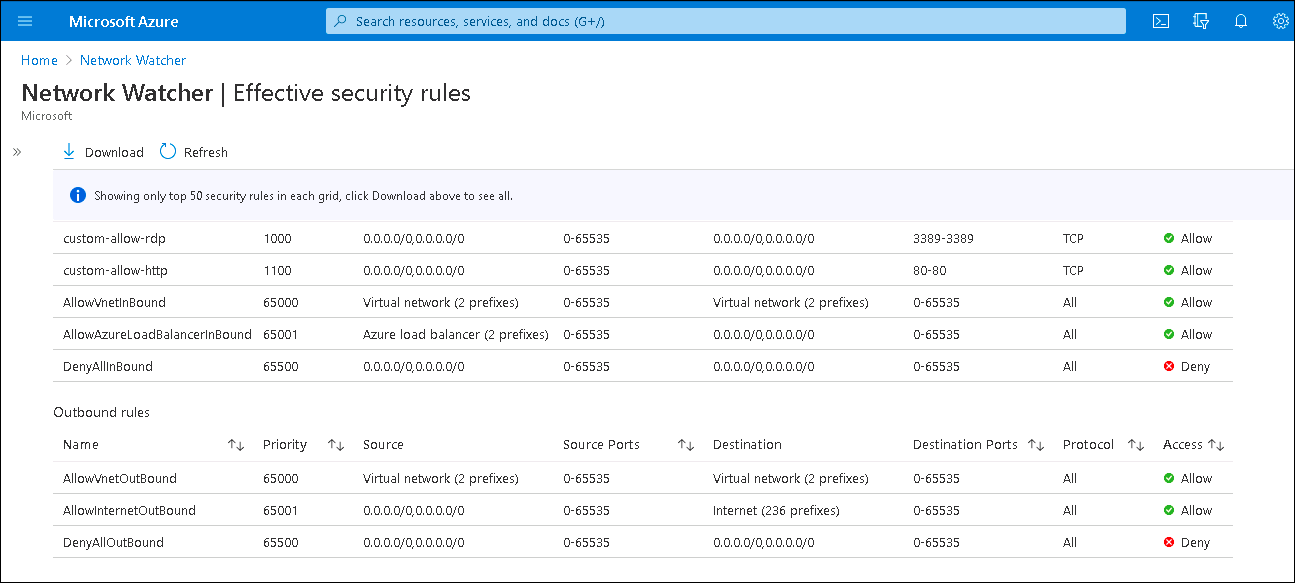 Microsoft Azure Search resources, services, and docs (G+/)
Home > Network Watcher
Network Watcher | Effective security rules
Microsoft
» Download Refresh
Showing only top 50 security rules in each grid, click Download above to see all.
custom-allow-rdp 1000 0.0.0.0/0,0.0.0.0/0 0-65535 0.0.0.0/0,0.0.0.0/0 3389-3389 TCP Allow
custom-allow-http 1100 0.0.0.0/0,0.0.0.0/0 0-65535 0.0.0.0/0,0.0.0.0/0 80-80 TCP Allow
AllowVnetInBound 65000 Virtual network (2 prefixes) 0-65535 Virtual network (2 prefixes) 0-65535 All Allow
AllowAzureLoadBalancerInBound 65001 Azure load balancer (2 prefixes) 0-65535 0.0.0.0/0,0.0.0.0/0 0-65535 All Allow
DenyAllInBound 65500 0.0.0.0/0,0.0.0.0/0 0-65535 0.0.0.0/0,0.0.0.0/0 0-65535 All Deny
Outbound rules
Name Priority Source Source Ports Destination Destination Ports Protocol Access
AllowVnetOutBound 65000 Virtual network (2 prefixes) 0-65535 Virtual network (2 prefixes) 0-65535 All Allow
AllowInternetOutBound 65001 0.0.0.0/0,0.0.0.0/0 0-65535 Internet (236 prefixes) 0-65535 All Allow
DenyAllOutBound 65500 0.0.0.0/0,0.0.0.0/0 0-65535 0.0.0.0/0,0.0.0.0/0 0-65535 All Deny